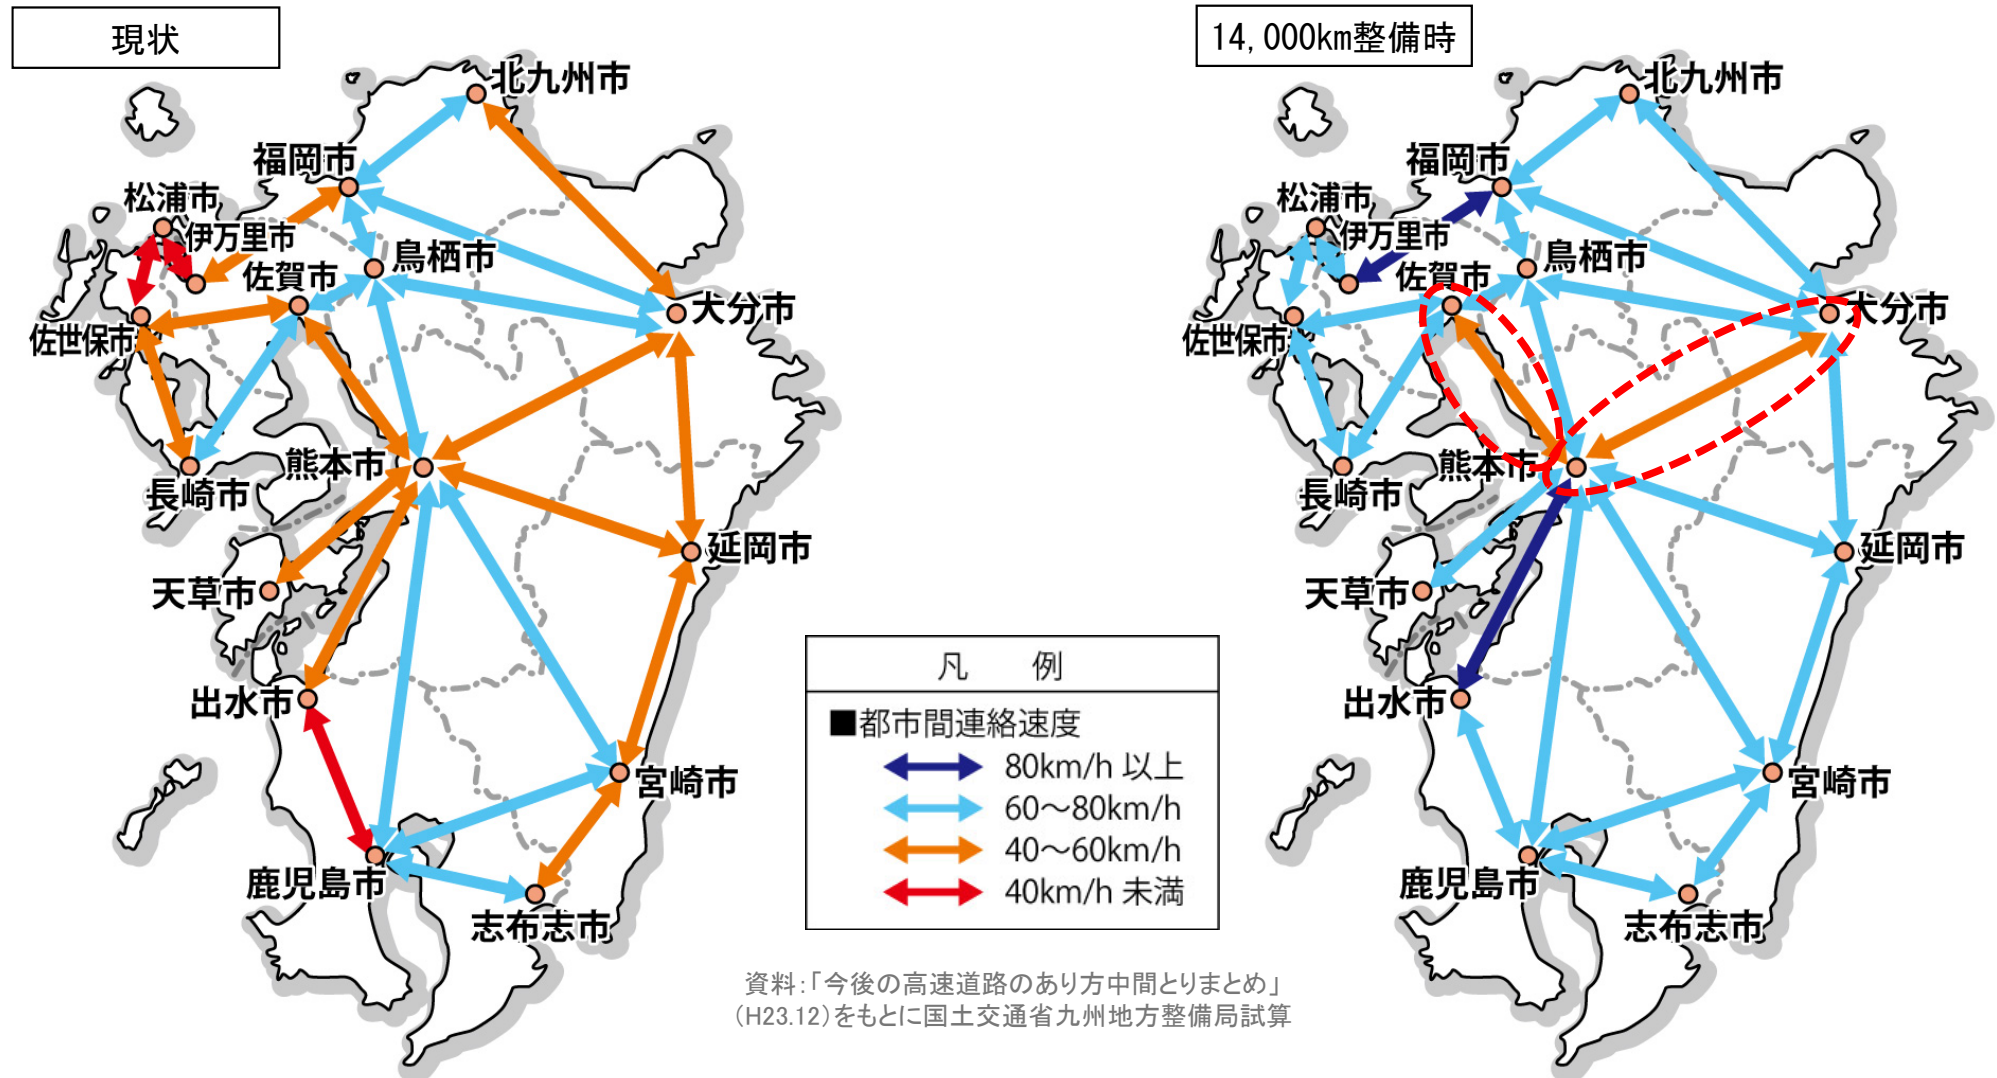 現状
北九州市
福岡市
松浦市
伊万里市
佐賀市
鳥栖市
大分市
佐世保市
長崎市
熊本市
延岡市
天草市
出水市
宮崎市
鹿児島市
志布志市
14,000km整備時
北九州市
福岡市
松浦市
伊万里市
佐賀市
鳥栖市
大分市
佐世保市
長崎市
熊本市
延岡市
天草市
出水市
宮崎市
鹿児島市
志布志市
凡 例
■都市間連絡速度
80km/h 以上
60～80km/h
40～60km/h
40km/h 未満
資料:「今後の高速道路のあり方中間とりまとめ」
(H23.12)をもとに国土交通省九州地方整備局試算